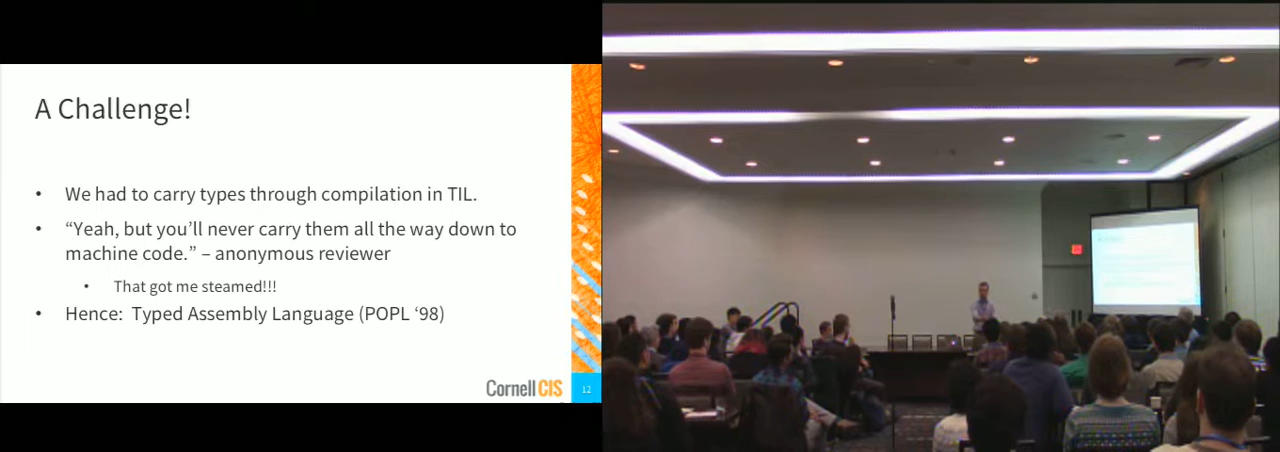 A Challenge!
• We had to carry types through compilation in TIL.
• “Yeah, but you’ll never carry them all the way down to
machine code.” – anonymous reviewer
• That got me steamed!!!
• Hence: Typed Assembly Language (POPL ‘98)
Cornell CIS
12